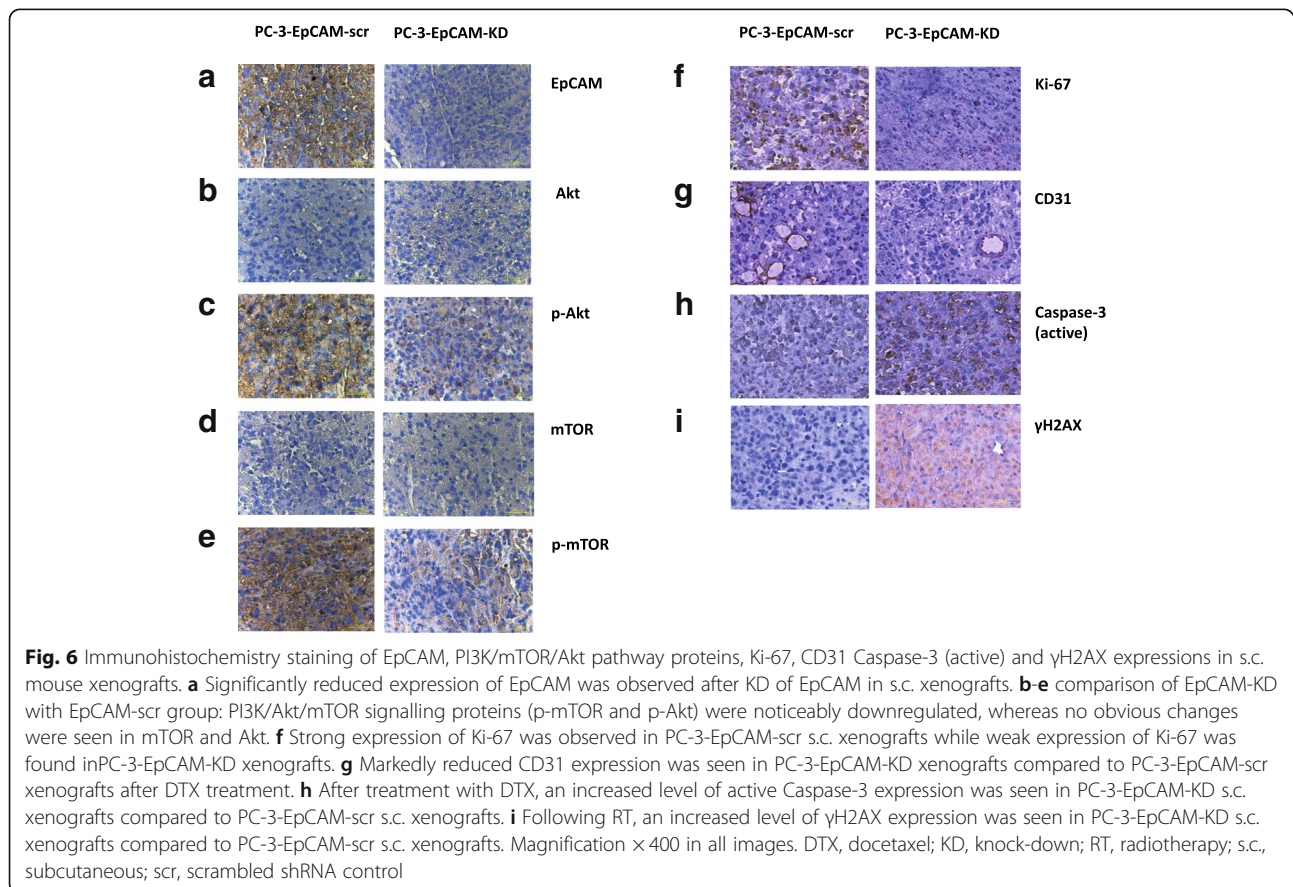 PC-3-EpCAM-scr PC-3-EpCAM-KD
a EpCAM
b Akt
c p-Akt
d mTOR
e p-mTOR
PC-3-EpCAM-scr PC-3-EpCAM-KD
f Ki-67
g CD31
h Caspase-3
(active)
i γH2AX
Fig. 6 Immunohistochemistry staining of EpCAM, PI3K/mTOR/Akt pathway proteins, Ki-67, CD31 Caspase-3 (active) and γH2AX expressions in s.c.
mouse xenografts. a Significantly reduced expression of EpCAM was observed after KD of EpCAM in s.c. xenografts. b-e comparison of EpCAM-KD
with EpCAM-scr group: PI3K/Akt/mTOR signalling proteins (p-mTOR and p-Akt) were noticeably downregulated, whereas no obvious changes
were seen in mTOR and Akt. f Strong expression of Ki-67 was observed in PC-3-EpCAM-scr s.c. xenografts while weak expression of Ki-67 was
found inPC-3-EpCAM-KD xenografts. g Markedly reduced CD31 expression was seen in PC-3-EpCAM-KD xenografts compared to PC-3-EpCAM-scr
xenografts after DTX treatment. h After treatment with DTX, an increased level of active Caspase-3 expression was seen in PC-3-EpCAM-KD s.c.
xenografts compared to PC-3-EpCAM-scr s.c. xenografts. i Following RT, an increased level of γH2AX expression was seen in PC-3-EpCAM-KD s.c.
xenografts compared to PC-3-EpCAM-scr s.c. xenografts. Magnification × 400 in all images. DTX, docetaxel; KD, knock-down; RT, radiotherapy; s.c.,
subcutaneous; scr, scrambled shRNA control